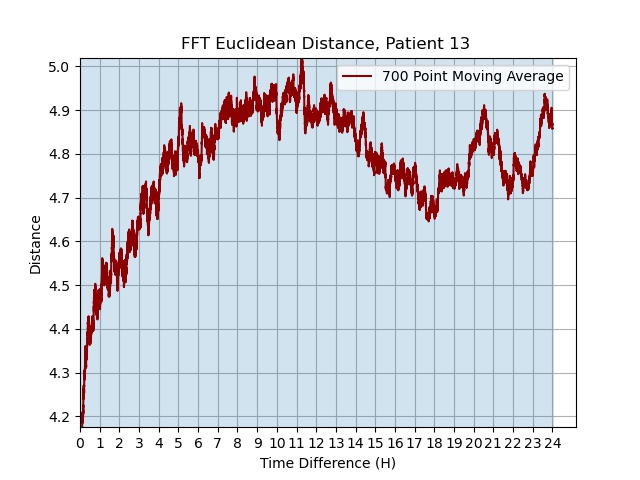 FFT Euclidean Distance, Patient 13
700 Point Moving Average
5.0
4.9
4.8
4.7
4.6
4.5
4.4
4.3
4.2
Distance
0 1 2 3 4 5 6 7 8 9 10 11 12 13 14 15 16 17 18 19 20 21 22 23 24
Time Difference (H)